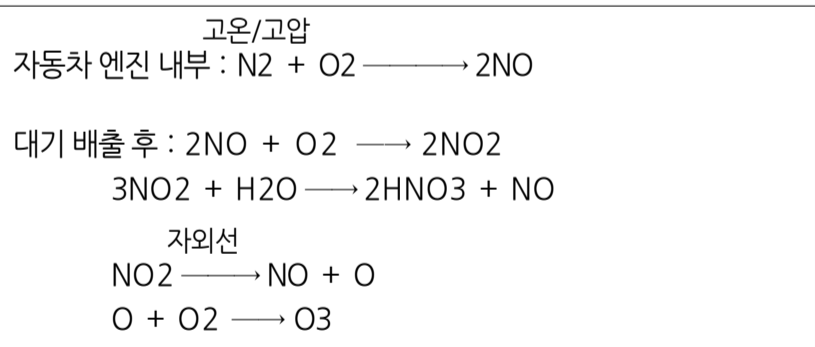 고온/고압
자동차 엔진 내부 : N2 + O2 ⟶ 2NO
대기 배출 후 : 2NO + O2 ⟶ 2NO2
3NO2 + H2O ⟶ 2HNO3 + NO
자외선
NO2 ⟶ NO + O
O + O2 ⟶ O3